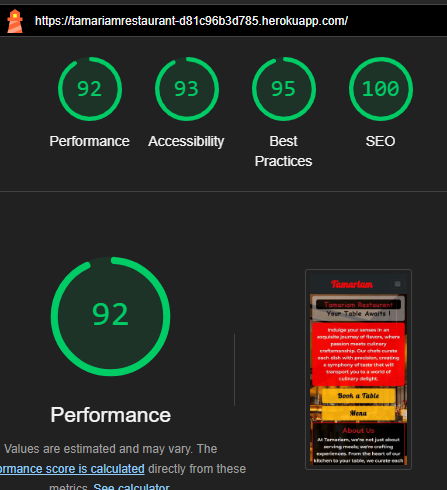 https://tamariamrestaurant-d81c96b3d785.herokuapp.com/
92
93
95
100
Performance
Accessibility
Best
Practices
SEO
92
Performance
Values are estimated and may vary. The
ormance score is calculated directly from these
metrics. See calculator.
Tamariam
Tamariam Restaurant
Your Table Awaits !
Indulge your senses in an
exquisite journey of flavors, where
passion meets culinary
craftsmanship. Our chefs curate
each dish with precision, creating
a symphony of taste that will
transport you to a world of
culinary delight.
Book a Table
Menu
About Us
At Tamariam, we're not just about
serving meals; we're crafting
experiences. From the heart of our
kitchen to your table, we curate each